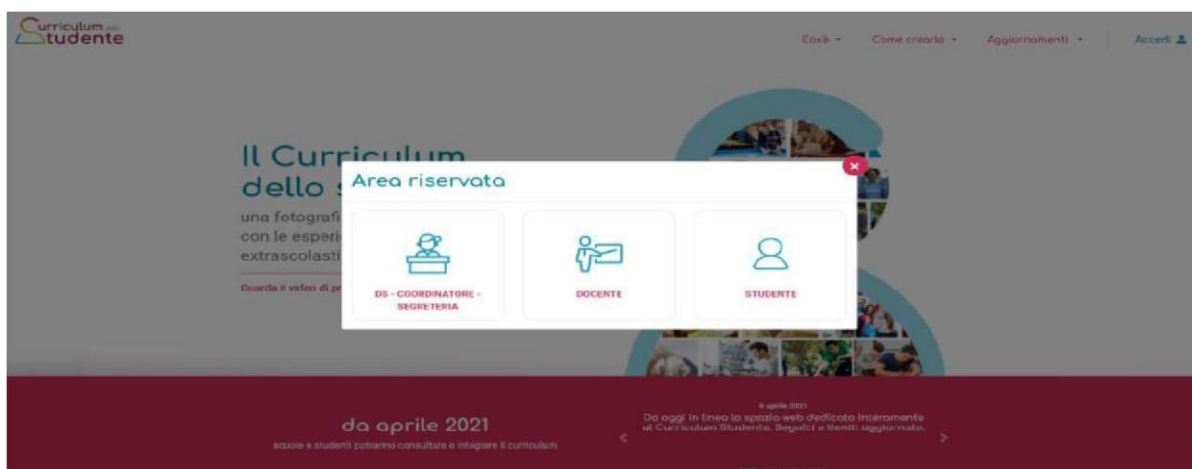 Curriculum dello
Studente
Cos'è
Come crearlo
Aggiornamenti
Accedi
Il Curriculum
dello s
una fotografi
con le esperi
extrascolasti
Guarda il video di pr
Area riservata
DS - COORDINATORE -
SEGRETERIA
DOCENTE
STUDENTE
da aprile 2021
scuole e studenti potranno consultare e integrare il curriculum
6 aprile 2021
Da oggi in linea lo spazio web dedicato interamente
al Curriculum Studente. Seguici e tieniti aggiornato.